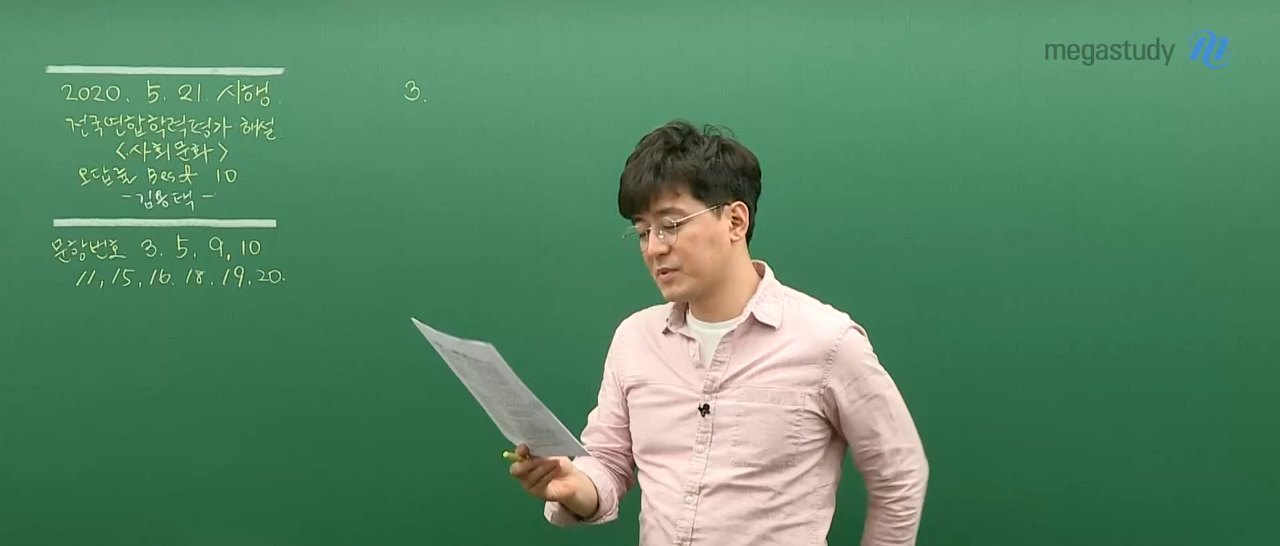 megastudy
2020. 5. 21. 시행.
전국연합학력평가 해설
<사회문화>
오답률 Best 10
-김용택-
문항번호 3. 5. 9. 10
11. 15. 16. 18. 19. 20.
3.